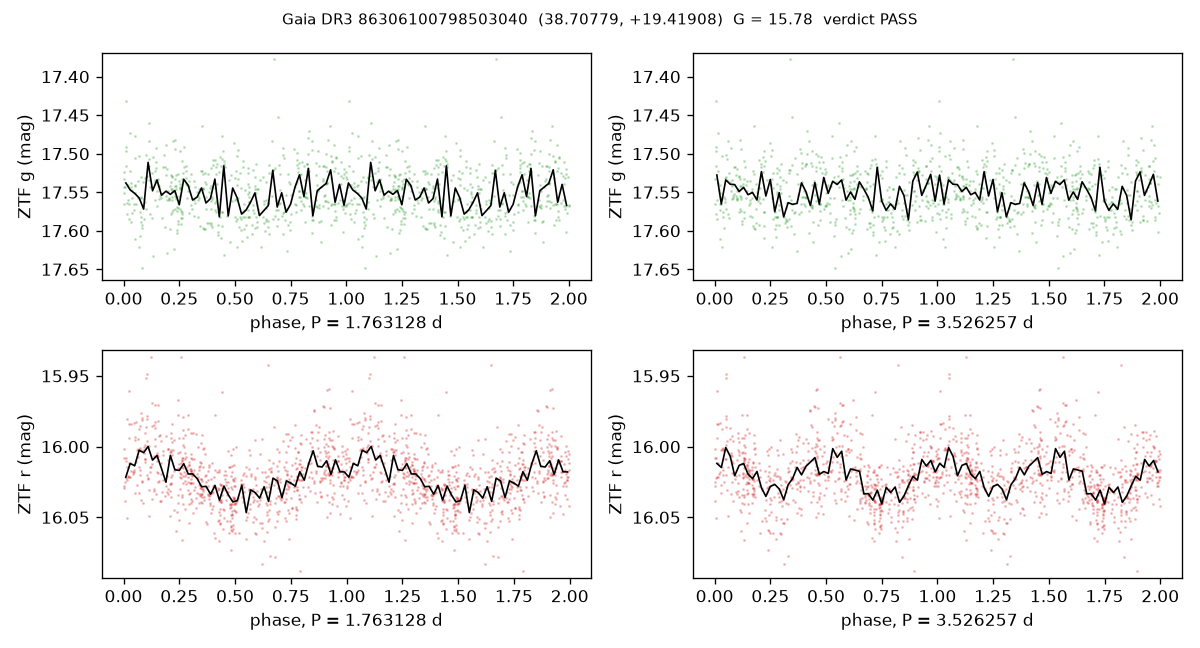 Gaia DR3 86306100798503040 (38.70779, +19.41908) G = 15.78 verdict PASS
ZTF g (mag)
17.40
17.45
17.50
17.55
17.60
17.65
0.00 0.25 0.50 0.75 1.00 1.25 1.50 1.75 2.00
phase, P = 1.763128 d
ZTF g (mag)
17.40
17.45
17.50
17.55
17.60
17.65
0.00 0.25 0.50 0.75 1.00 1.25 1.50 1.75 2.00
phase, P = 3.526257 d
ZTF r (mag)
15.95
16.00
16.05
0.00 0.25 0.50 0.75 1.00 1.25 1.50 1.75 2.00
phase, P = 1.763128 d
ZTF r (mag)
15.95
16.00
16.05
0.00 0.25 0.50 0.75 1.00 1.25 1.50 1.75 2.00
phase, P = 3.526257 d